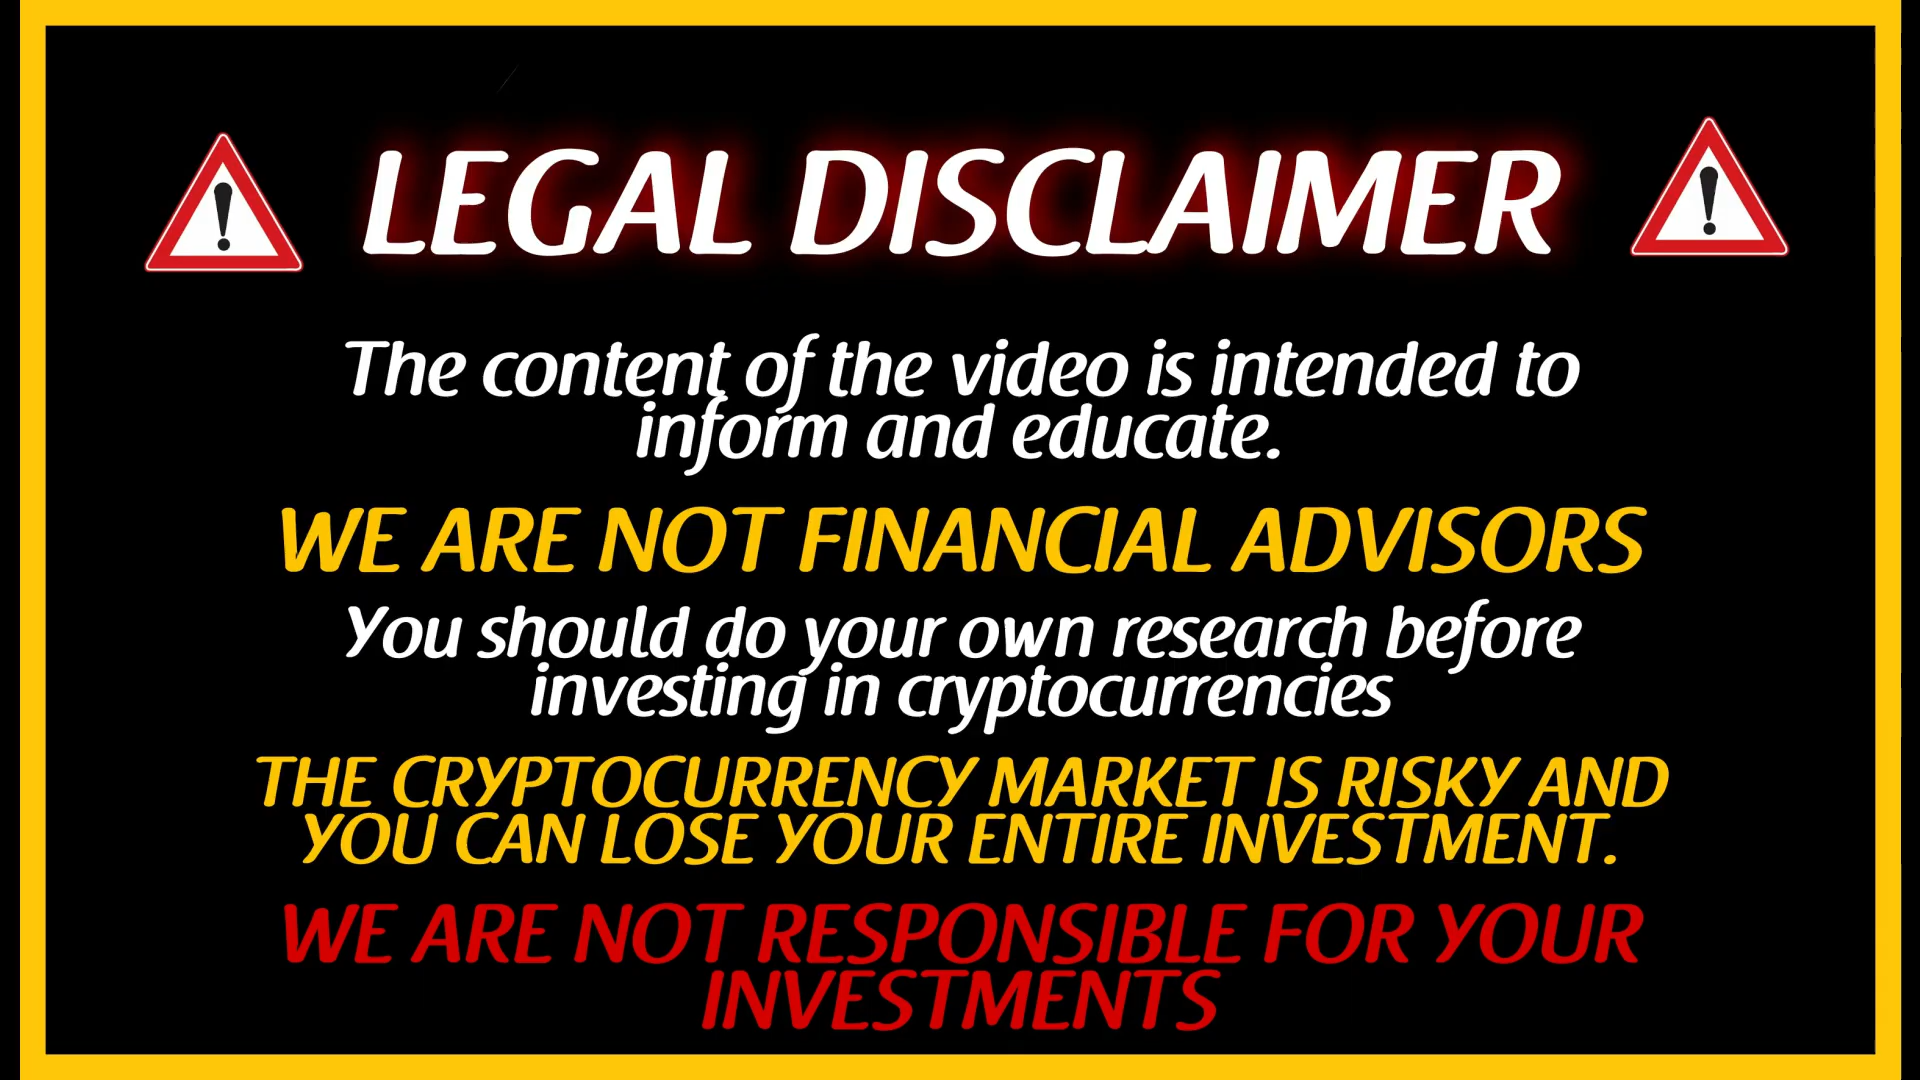 LEGAL DISCLAIMER
The content of the video is intended to
inform and educate.
WE ARE NOT FINANCIAL ADVISORS
You should do your own research before
investing in cryptocurrencies
THE CRYPTOCURRENCY MARKET IS RISKY AND
YOU CAN LOSE YOUR ENTIRE INVESTMENT.
WE ARE NOT RESPONSIBLE FOR YOUR
INVESTMENTS